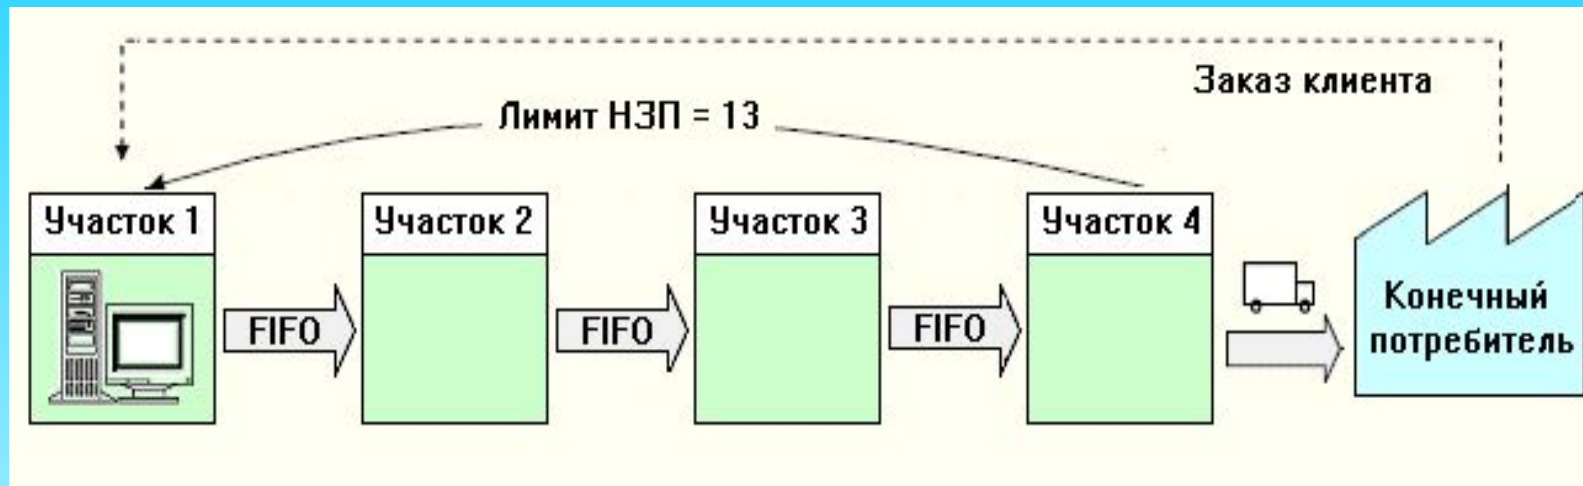 Заказ клиента
Лимит НЗП = 13
Участок 1
Участок 2
Участок 3
Участок 4
FIFO
FIFO
FIFO
Конечный
потребитель